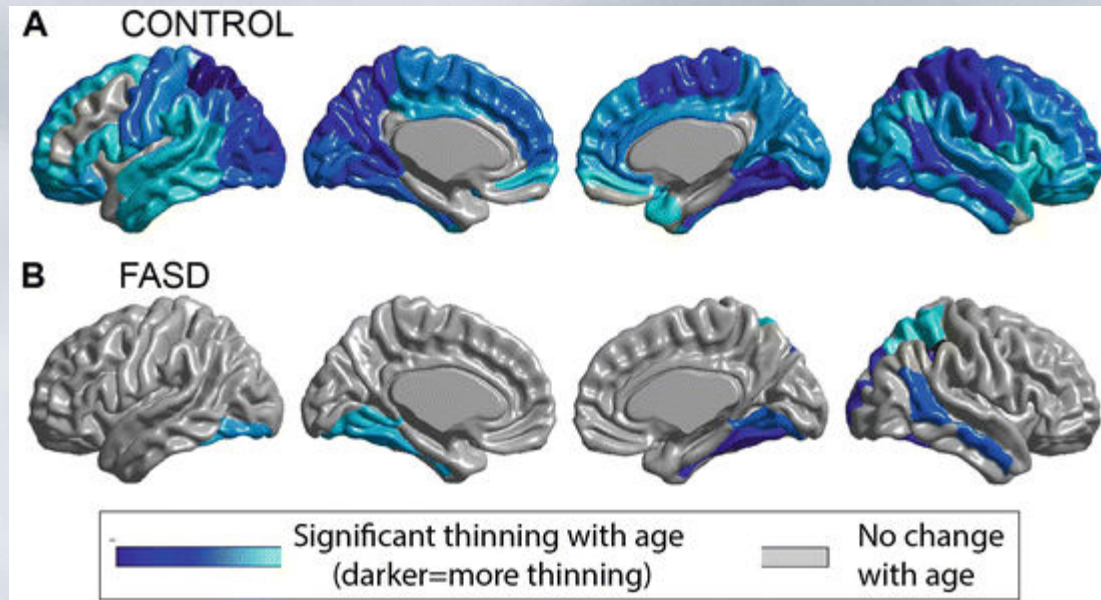 A CONTROL
B FASD
Significant thinning with age
(darker=more thinning)
No change
with age